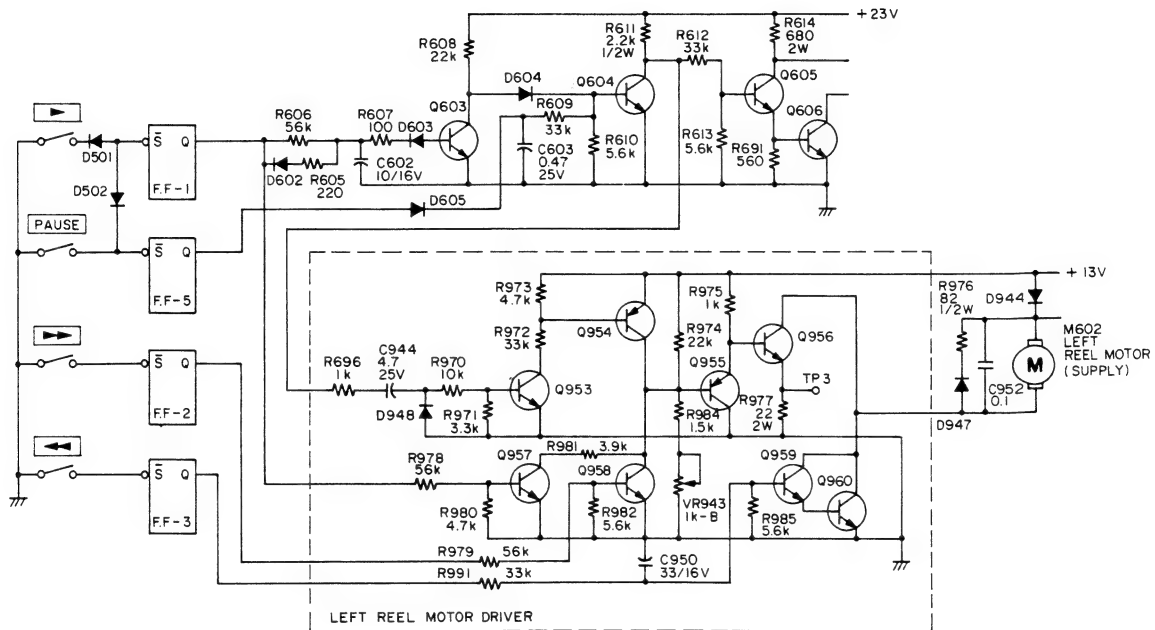 +23V
R608
22k
R611
2.2k
1/2W
R612
33k
R614
680
2W
D604
Q604
Q605
Q603
R609
33k
Q606
R606
56k
R607
100
D603
R610
5.6k
R613
5.6k
R691
560
D501
S̅ Q
F.F-1
D602
R605
220
C602
10/16V
C603
0.47
25V
D502
D605
PAUSE
S̅ Q
F.F-5
+13V
R973
4.7k
R975
1k
R976
82
1/2W
D944
Q954
R974
22k
Q956
M602
LEFT
REEL MOTOR
(SUPPLY)
M
R972
33k
C944
4.7
25V
R696
1k
R970
10k
Q953
Q955
TP3
C952
0.1
S̅ Q
F.F-2
D948
R971
3.3k
R984
1.5k
R977
22
2W
D947
R981
3.9k
R978
56k
Q957
Q958
Q959
Q960
S̅ Q
F.F-3
R980
4.7k
R982
5.6k
VR943
1k-B
R985
5.6k
R979
56k
C950
33/16V
R991
33k
LEFT REEL MOTOR DRIVER